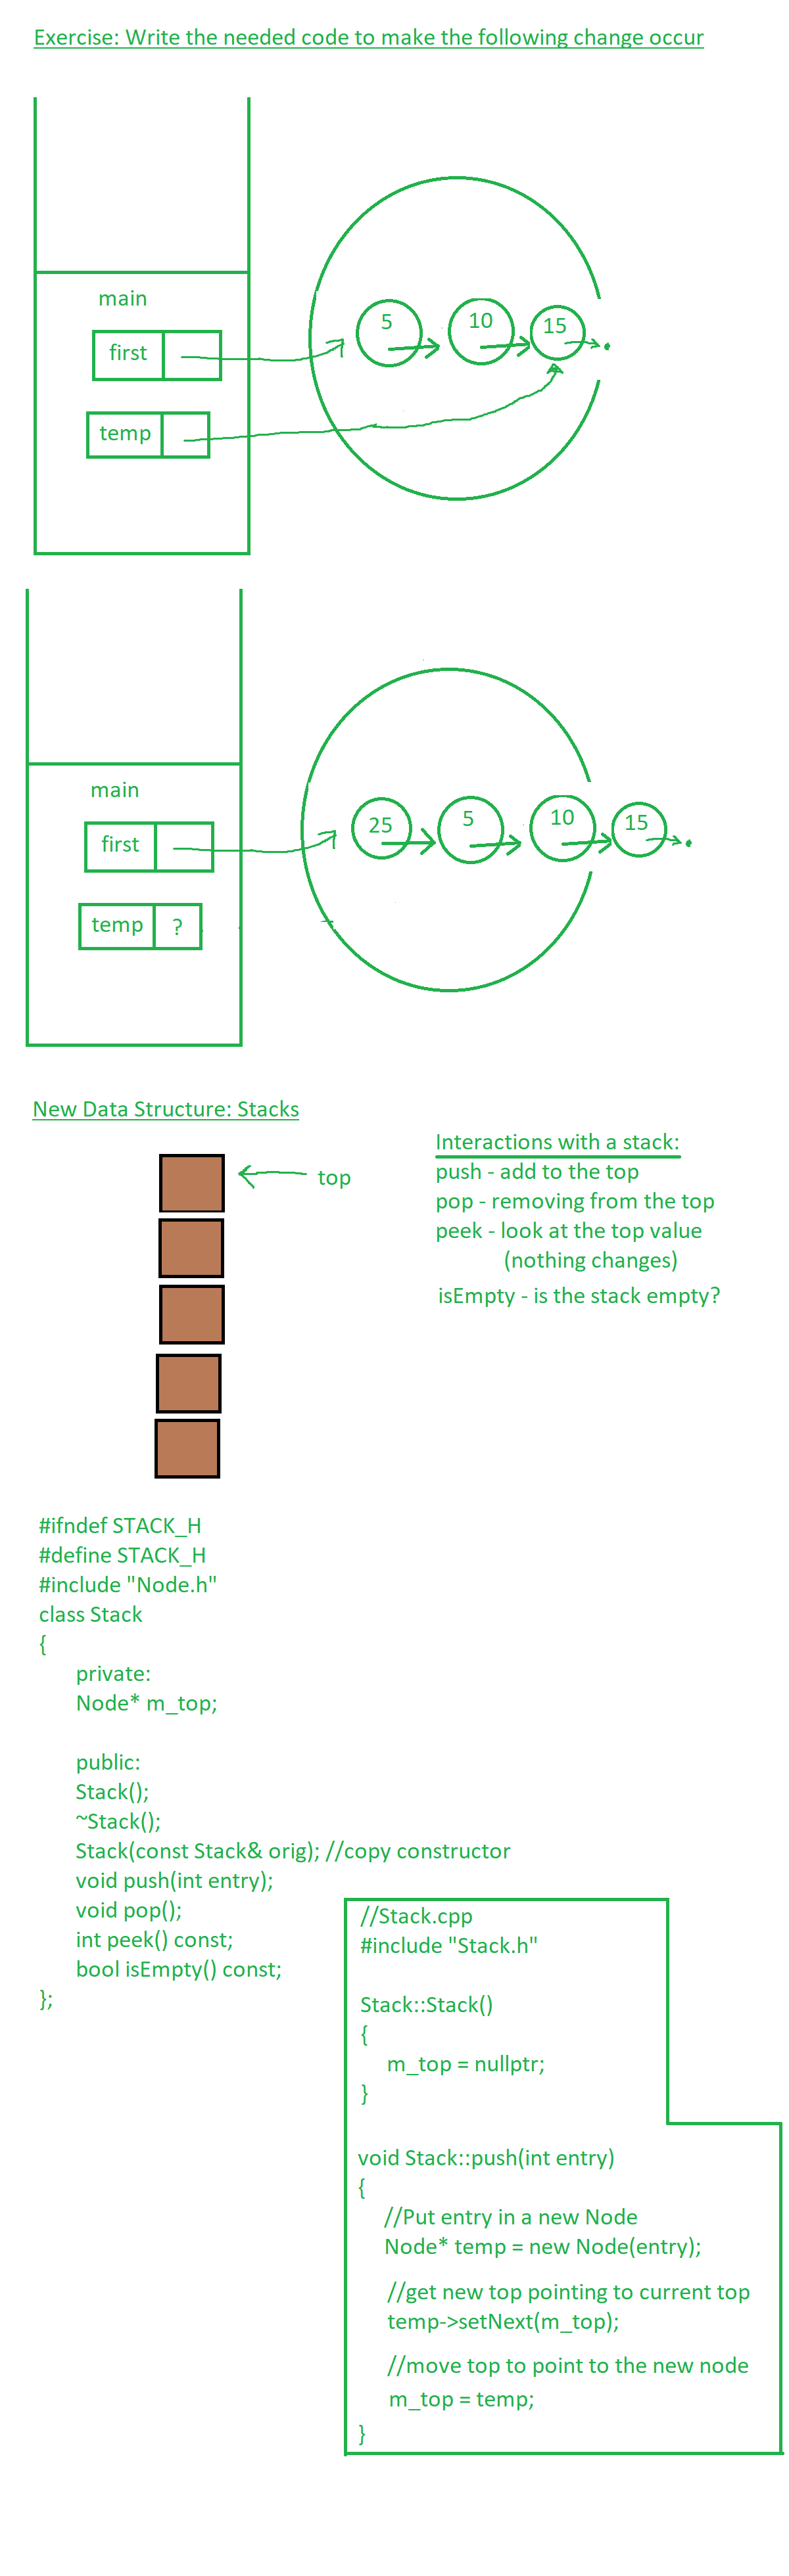 Exercise: Write the needed code to make the following change occur
main
first
temp
5
10
15
main
first
temp ?
25
5
10
15
New Data Structure: Stacks
top
Interactions with a stack:
push - add to the top
pop - removing from the top
peek - look at the top value
(nothing changes)
isEmpty - is the stack empty?
#ifndef STACK_H
#define STACK_H
#include "Node.h"
class Stack
{
private:
Node* m_top;
public:
Stack();
~Stack();
Stack(const Stack& orig); //copy constructor
void push(int entry);
void pop();
int peek() const;
bool isEmpty() const;
};
//Stack.cpp
#include "Stack.h"
Stack::Stack()
{
m_top = nullptr;
}
void Stack::push(int entry)
{
//Put entry in a new Node
Node* temp = new Node(entry);
//get new top pointing to current top
temp->setNext(m_top);
//move top to point to the new node
m_top = temp;
}